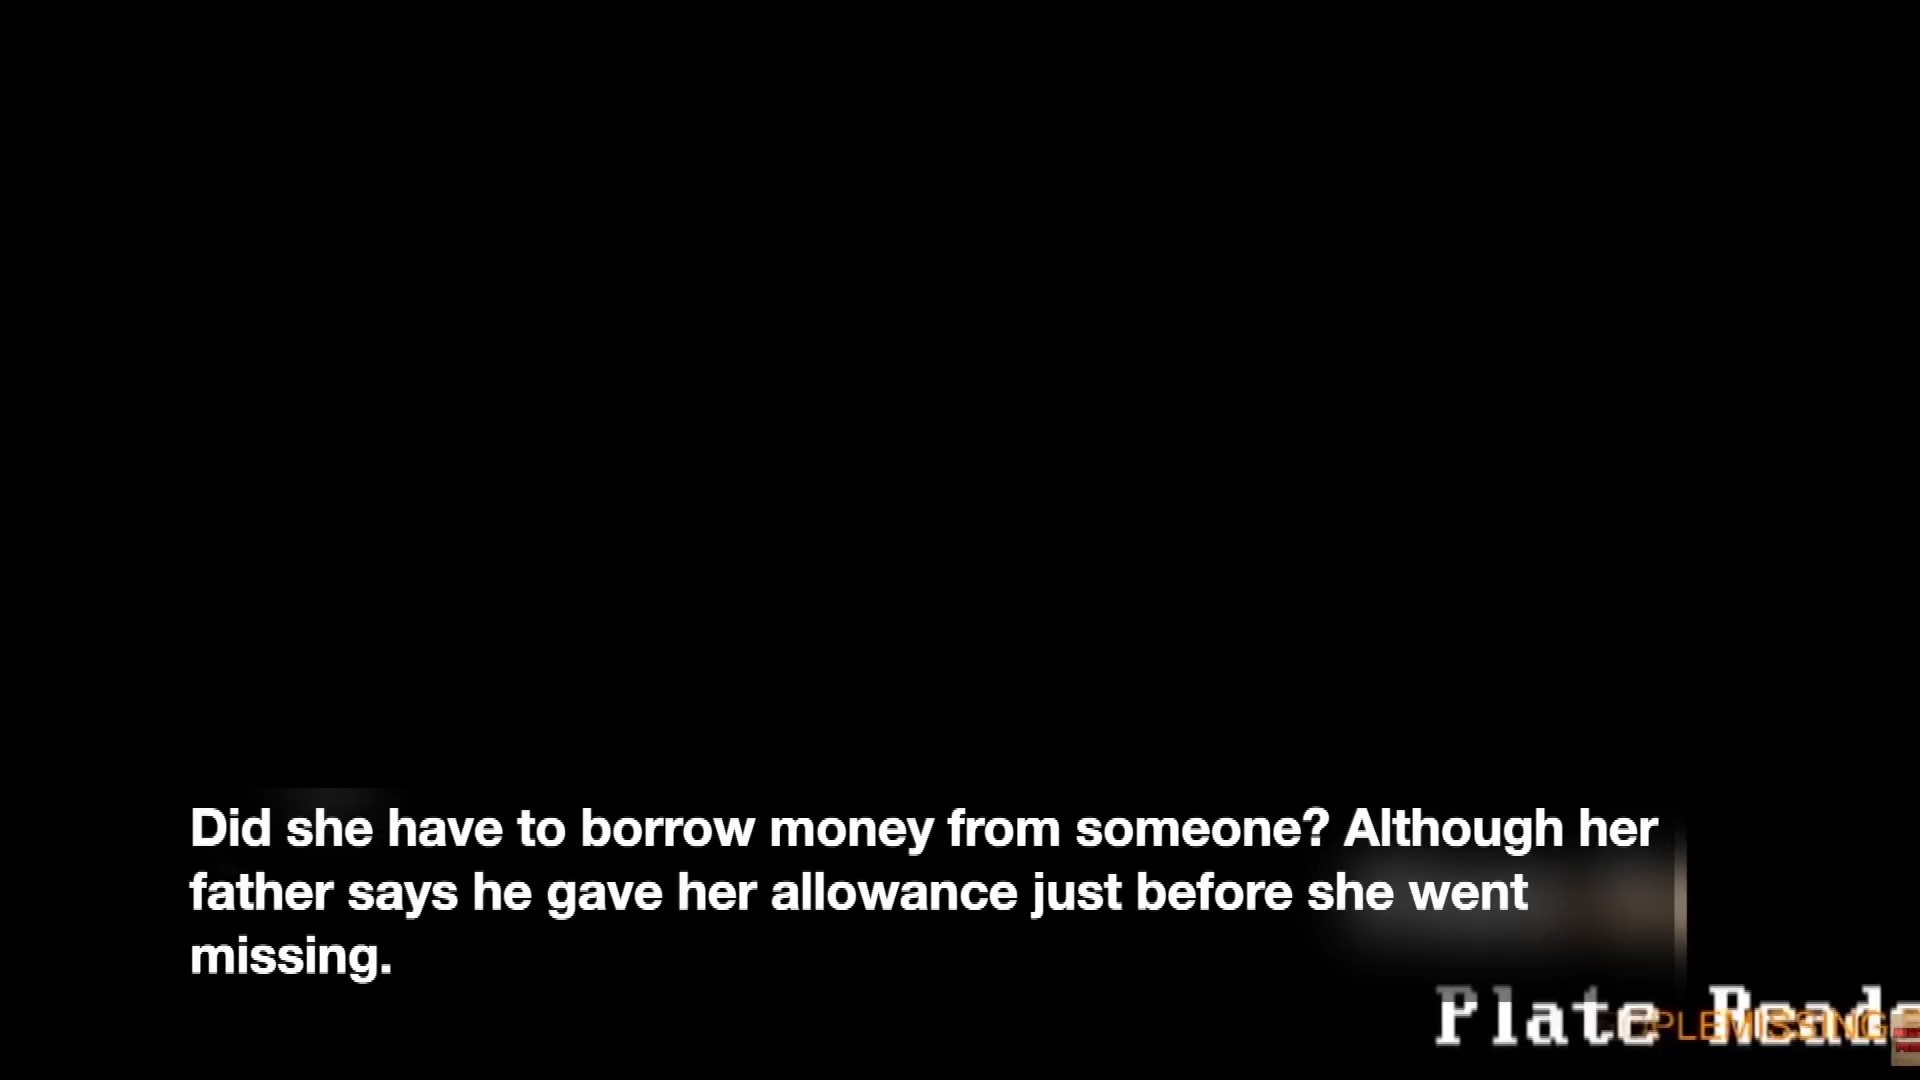 Did she have to borrow money from someone? Although her
father says he gave her allowance just before she went
missing.
Plate
PLEMISSING